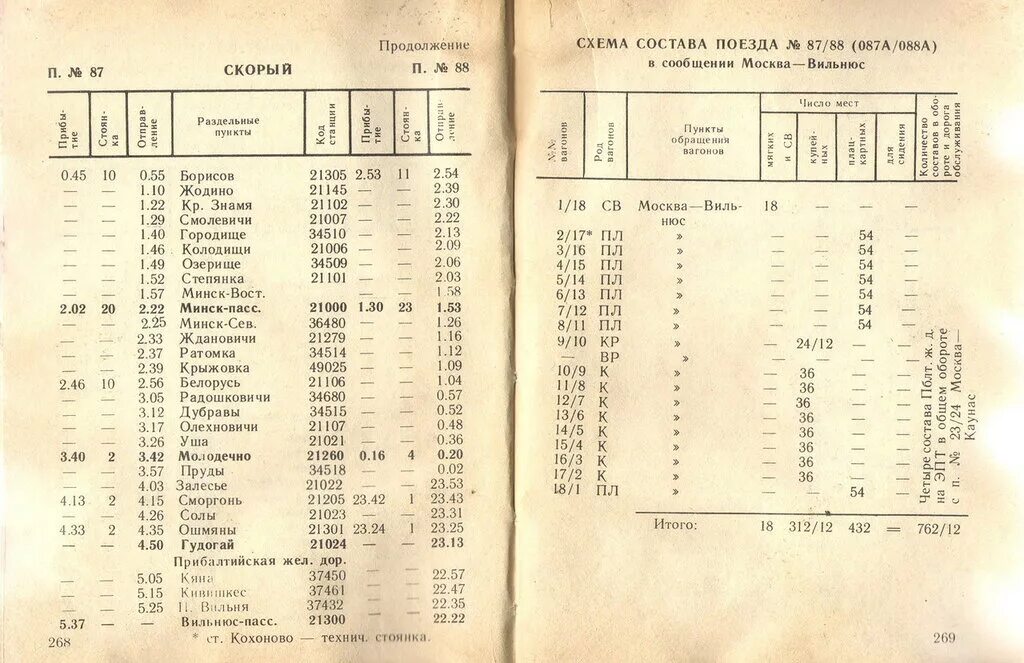 Продолжение
П. № 87 СКОРЫЙ П. № 88
Прибытие Стоянка Отправление Раздельные пункты Код станции Прибытие Стоянка Отправление
0.45 10 0.55 Борисов 21305 2.53 11 2.54
— — 1.10 Жодино 21145 — — 2.39
— — 1.22 Кр. Знамя 21102 — — 2.30
— — 1.29 Смолевичи 21007 — — 2.22
— — 1.40 Городище 34510 — — 2.13
— — 1.46 Колодищи 21006 — — 2.09
— — 1.49 Озерище 34509 — — 2.06
— — 1.52 Степянка 21101 — — 2.03
— — 1.57 Минск-Вост. — — 1.58
2.02 20 2.22 Минск-пасс. 21000 1.30 23 1.53
— — 2.25 Минск-Сев. 36480 — — 1.26
— — 2.33 Ждановичи 21279 — — 1.16
— — 2.37 Ратомка 34514 — — 1.12
— — 2.39 Крыжовка 49025 — — 1.09
2.46 10 2.56 Белорусь 21106 — — 1.04
— — 3.05 Радошковичи 34680 — — 0.57
— — 3.12 Дубравы 34515 — — 0.52
— — 3.17 Олехновичи 21107 — — 0.48
— — 3.26 Уша 21021 — — 0.36
3.40 2 3.42 Молодечно 21260 0.16 4 0.20
— — 3.57 Пруды 34518 — — 0.02
— — 4.03 Залесье 21022 — — 23.53
4.13 2 4.15 Сморгонь 21205 23.42 1 23.43
— — 4.26 Солы 21023 — — 23.31
4.33 2 4.35 Ошмяны 21301 23.24 1 23.25
— — 4.50 Гудогай 21024 — — 23.13
Прибалтийская жел. дор.
— — 5.05 Кяна 37450 — — 22.57
— — 5.15 Кивишкес 37461 — — 22.47
— — 5.25 Н. Вильня 37432 — — 22.35
5.37 — — Вильнюс-пасс. 21300 — — 22.22
* ст. Кохоново — технич. стоянка.
268
СХЕМА СОСТАВА ПОЕЗДА № 87/88 (087А/088А)
в сообщении Москва—Вильнюс
№№ вагонов Род вагонов Пункты обращения вагонов Число мест мягких и СВ купейных плацкартных для сидения Количество составов в обороте и дорога обслуживания
1/18 СВ Москва—Виль- 18 — — — —
нюс
2/17* ПЛ » — — 54 — —
3/16 ПЛ » — — 54 — —
4/15 ПЛ » — — 54 — —
5/14 ПЛ » — — 54 — —
6/13 ПЛ » — — 54 — —
7/12 ПЛ » — — 54 — —
8/11 ПЛ » — — 54 — —
9/10 КР » — 24/12 — —
— ВР » — — — —
10/9 К » — 36 — —
11/8 К » — 36 — —
12/7 К » — 36 — —
13/6 К » — 36 — —
14/5 К » — 36 — —
15/4 К » — 36 — —
16/3 К » — 36 — —
17/2 К » — 36 — —
18/1 ПЛ » — — 54 —
Четыре состава Пблт. ж. д.
на ЭПТ в общем обороте
с п. № 23/24 Москва—
Каунас
Итого: 18 312/12 432 = 762/12
269